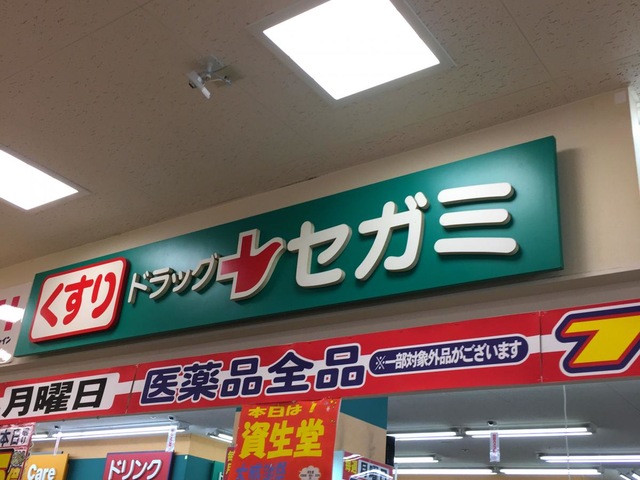 くすり ドラッグ セガミ
月曜日 医薬品全品 ※一部対象外品がございます
本日は!
資生堂
本日
Care
ドリンク